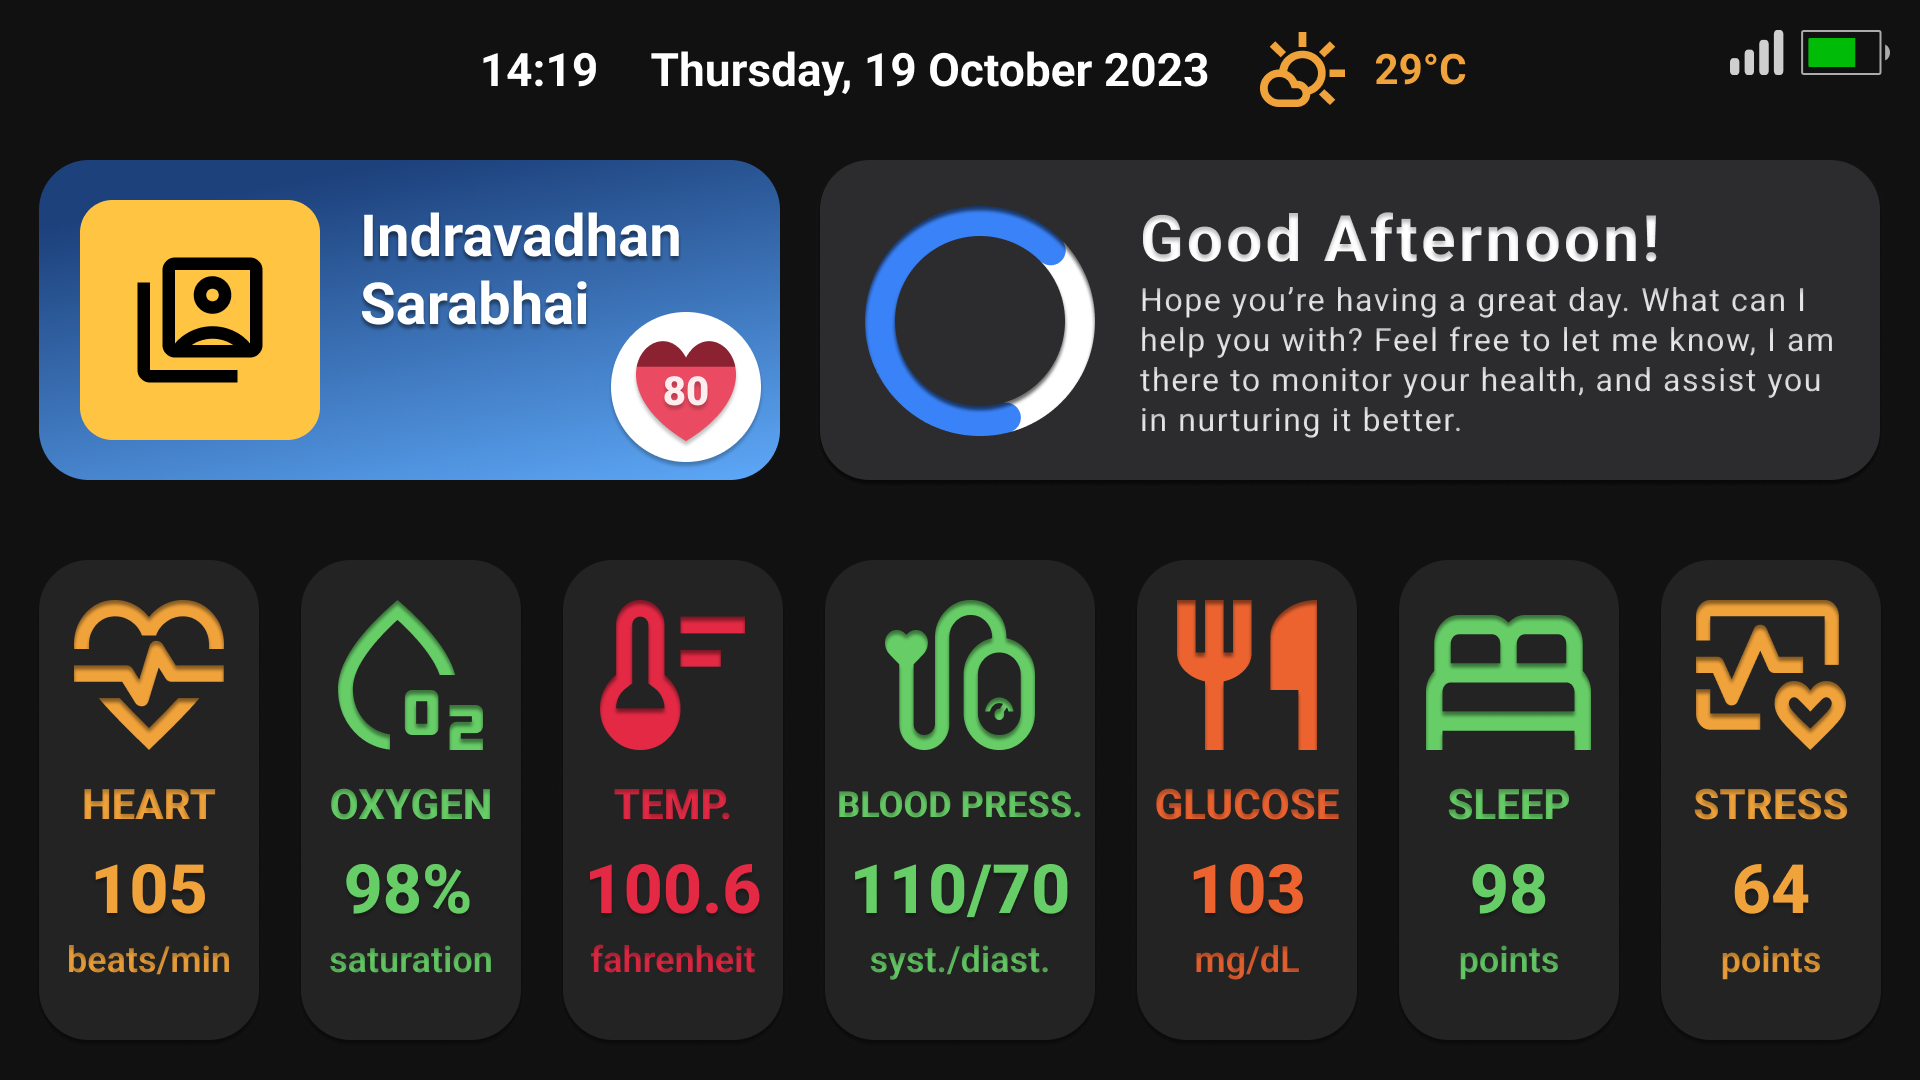 14:19 Thursday, 19 October 2023 29°C
Indravadhan
Sarabhai
80
Good Afternoon!
Hope you’re having a great day. What can I
help you with? Feel free to let me know, I am
there to monitor your health, and assist you
in nurturing it better.
O2
HEART
105
beats/min
OXYGEN
98%
saturation
TEMP.
100.6
fahrenheit
BLOOD PRESS.
110/70
syst./diast.
GLUCOSE
103
mg/dL
SLEEP
98
points
STRESS
64
points